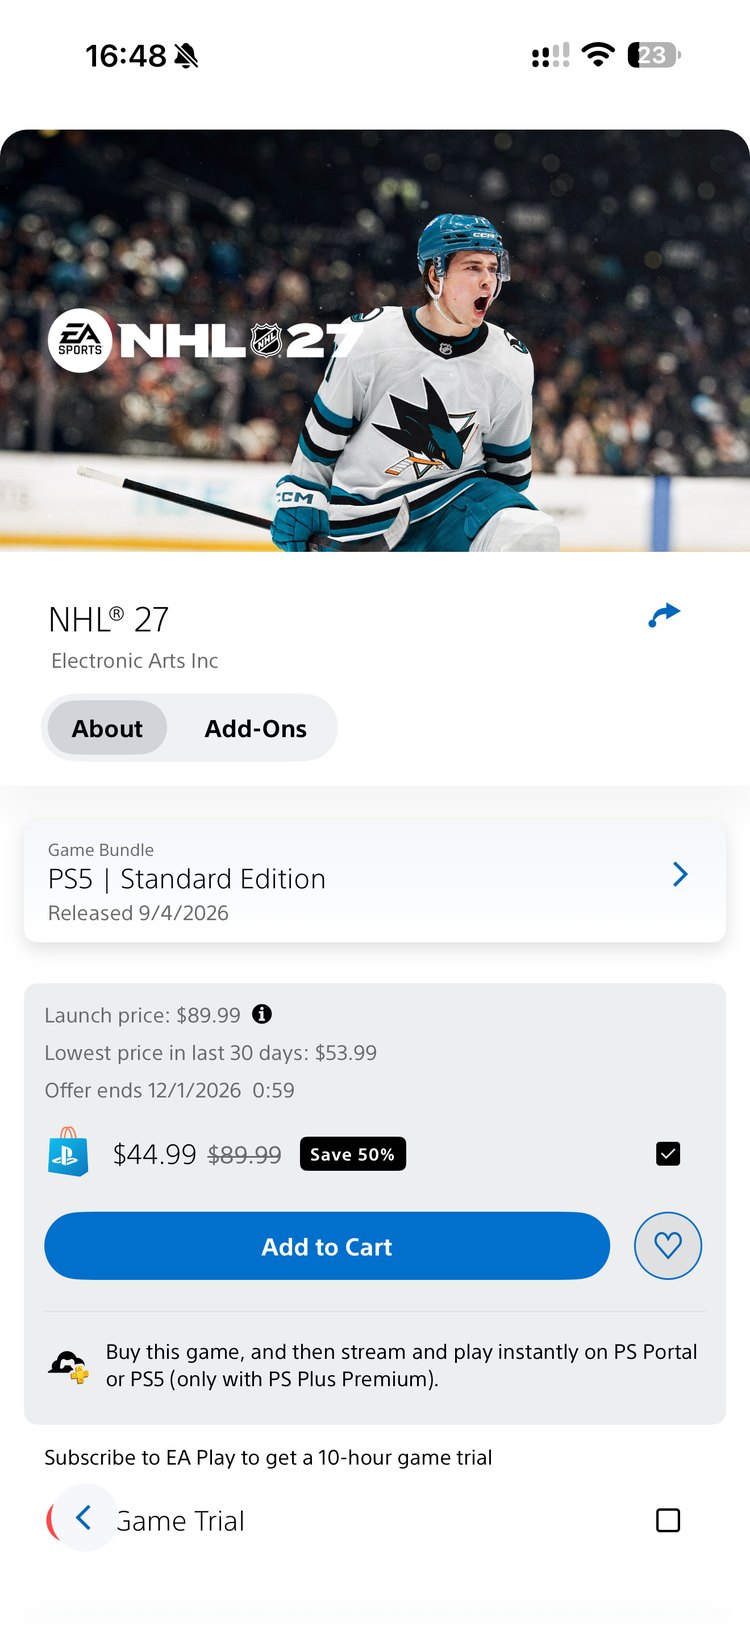 16:48
23
EA
SPORTS
NHL NHL 27
CCM
CCM
NHL® 27
Electronic Arts Inc
About
Add-Ons
Game Bundle
PS5 | Standard Edition
Released 9/4/2026
Launch price: $89.99
Lowest price in last 30 days: $53.99
Offer ends 12/1/2026 0:59
$44.99 $89.99 Save 50%
Add to Cart
Buy this game, and then stream and play instantly on PS Portal
or PS5 (only with PS Plus Premium).
Subscribe to EA Play to get a 10-hour game trial
Game Trial